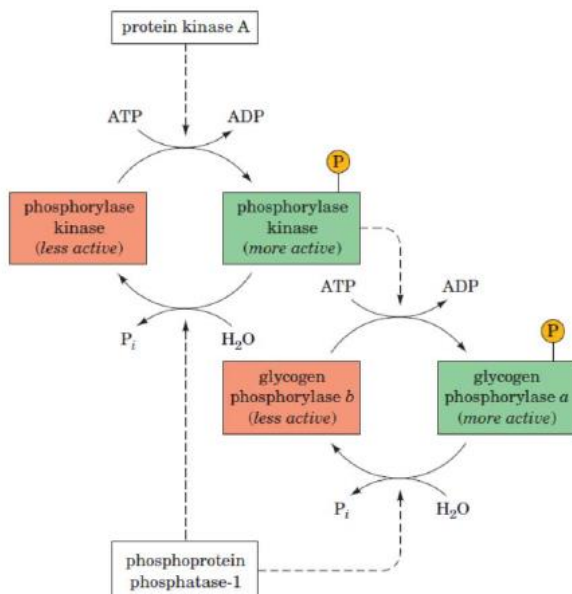 protein kinase A
ATP
ADP
P
phosphorylase
kinase
(less active)
phosphorylase
kinase
(more active)
ATP
ADP
P
Pi
H2O
glycogen
phosphorylase b
(less active)
glycogen
phosphorylase a
(more active)
Pi
H2O
phosphoprotein
phosphatase-1